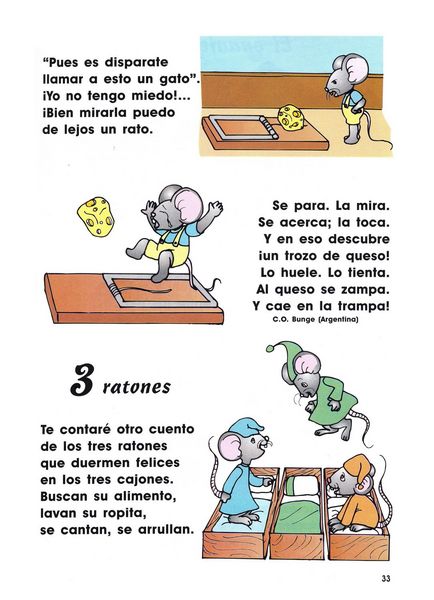 “Pues es disparate
llamar a esto un gato”.
¡Yo no tengo miedo!...
¡Bien mirarla puedo
de lejos un rato.
Se para. La mira.
Se acerca; la toca.
Y en eso descubre
¡un trozo de queso!
Lo huele. Lo tienta.
Al queso se zampa.
Y cae en la trampa!
C.O. Bunge (Argentina)
3 ratones
Te contaré otro cuento
de los tres ratones
que duermen felices
en los tres cajones.
Buscan su alimento,
lavan su ropita,
se cantan, se arrullan.
33